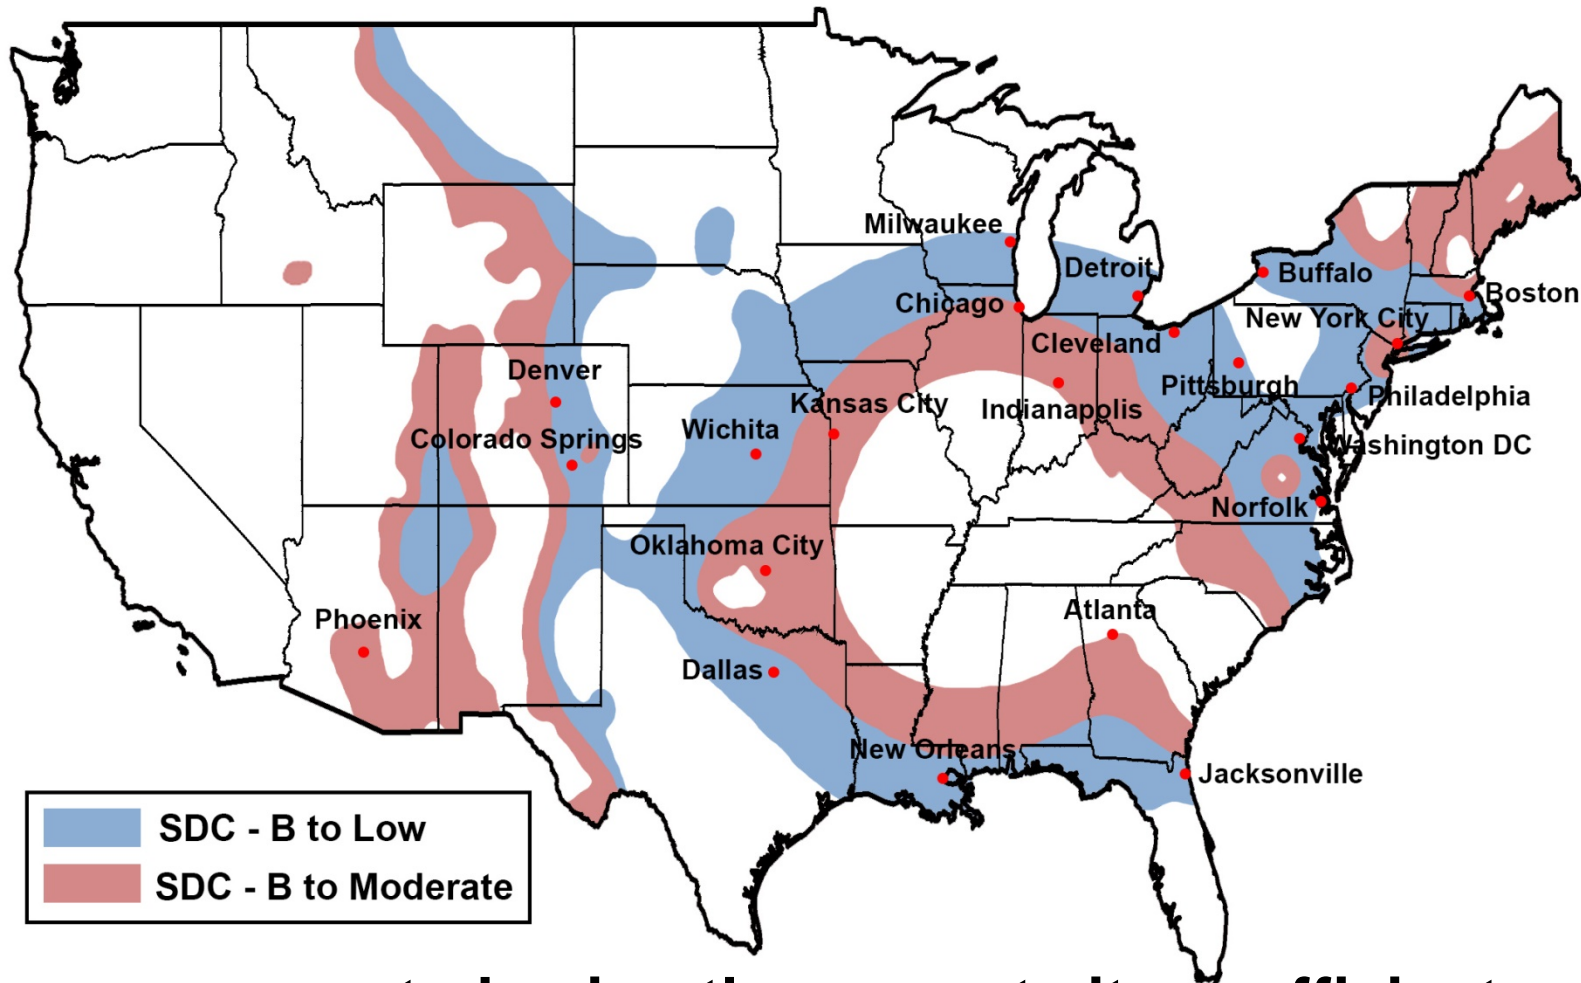 Milwaukee
Detroit
Buffalo
Boston
Chicago
New York City
Cleveland
Denver
Pittsburgh
Philadelphia
Kansas City
Indianapolis
Wichita
Colorado Springs
Washington DC
Norfolk
Oklahoma City
Atlanta
Phoenix
Dallas
New Orleans
Jacksonville
SDC - B to Low
SDC - B to Moderate